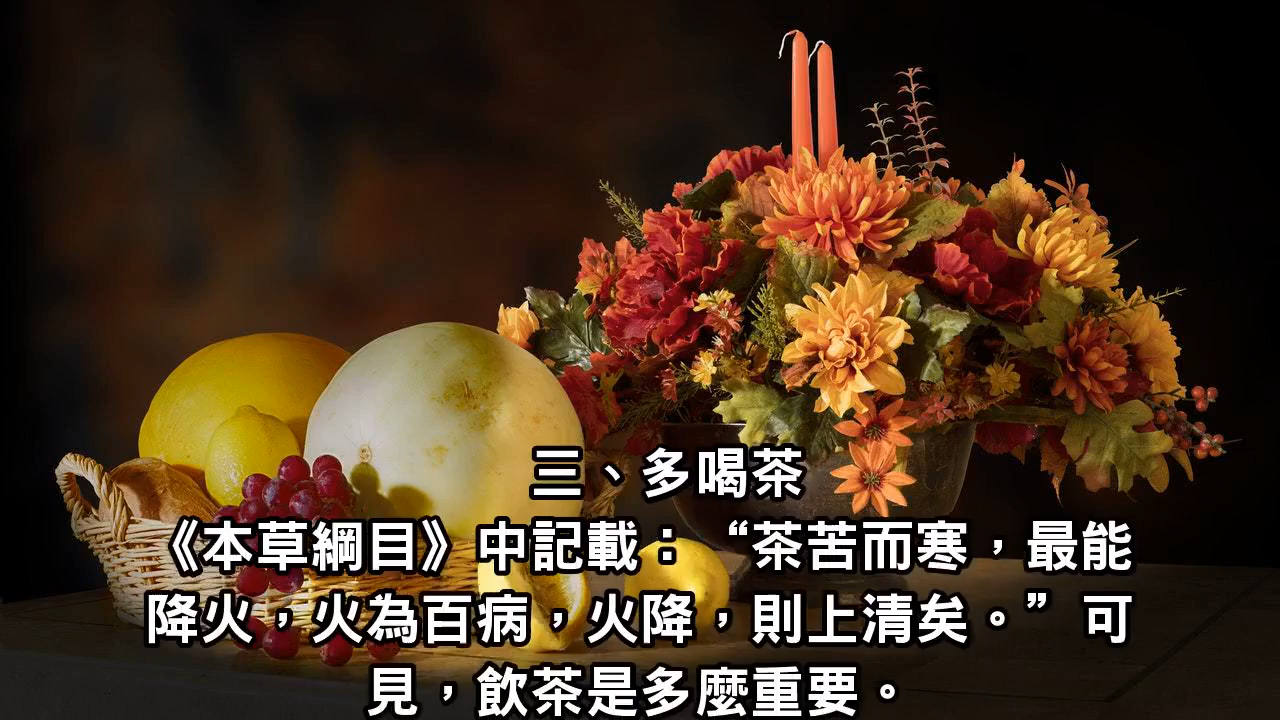 三、多喝茶
《本草綱目》中記載：“茶苦而寒，最能
降火，火為百病，火降，則上清矣。”可
見，飲茶是多麼重要。